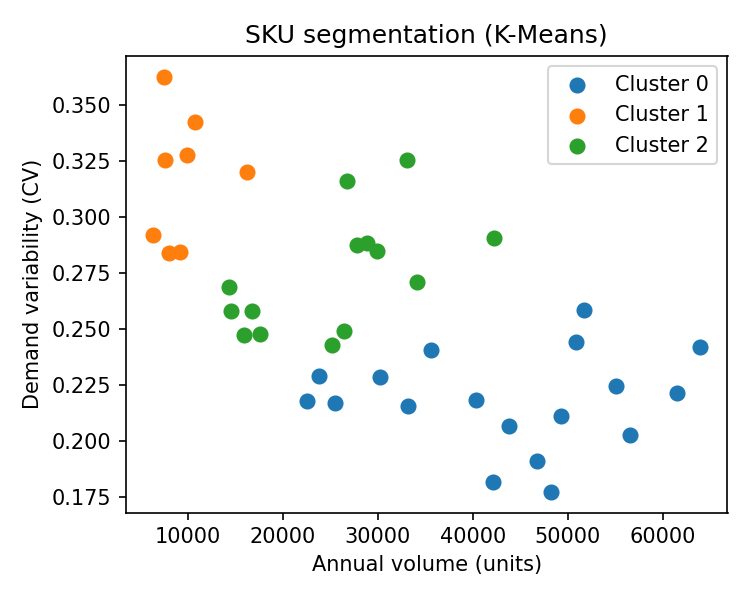 SKU segmentation (K-Means)
Cluster 0
Cluster 1
Cluster 2
Demand variability (CV)
0.350
0.325
0.300
0.275
0.250
0.225
0.200
0.175
10000 20000 30000 40000 50000 60000
Annual volume (units)